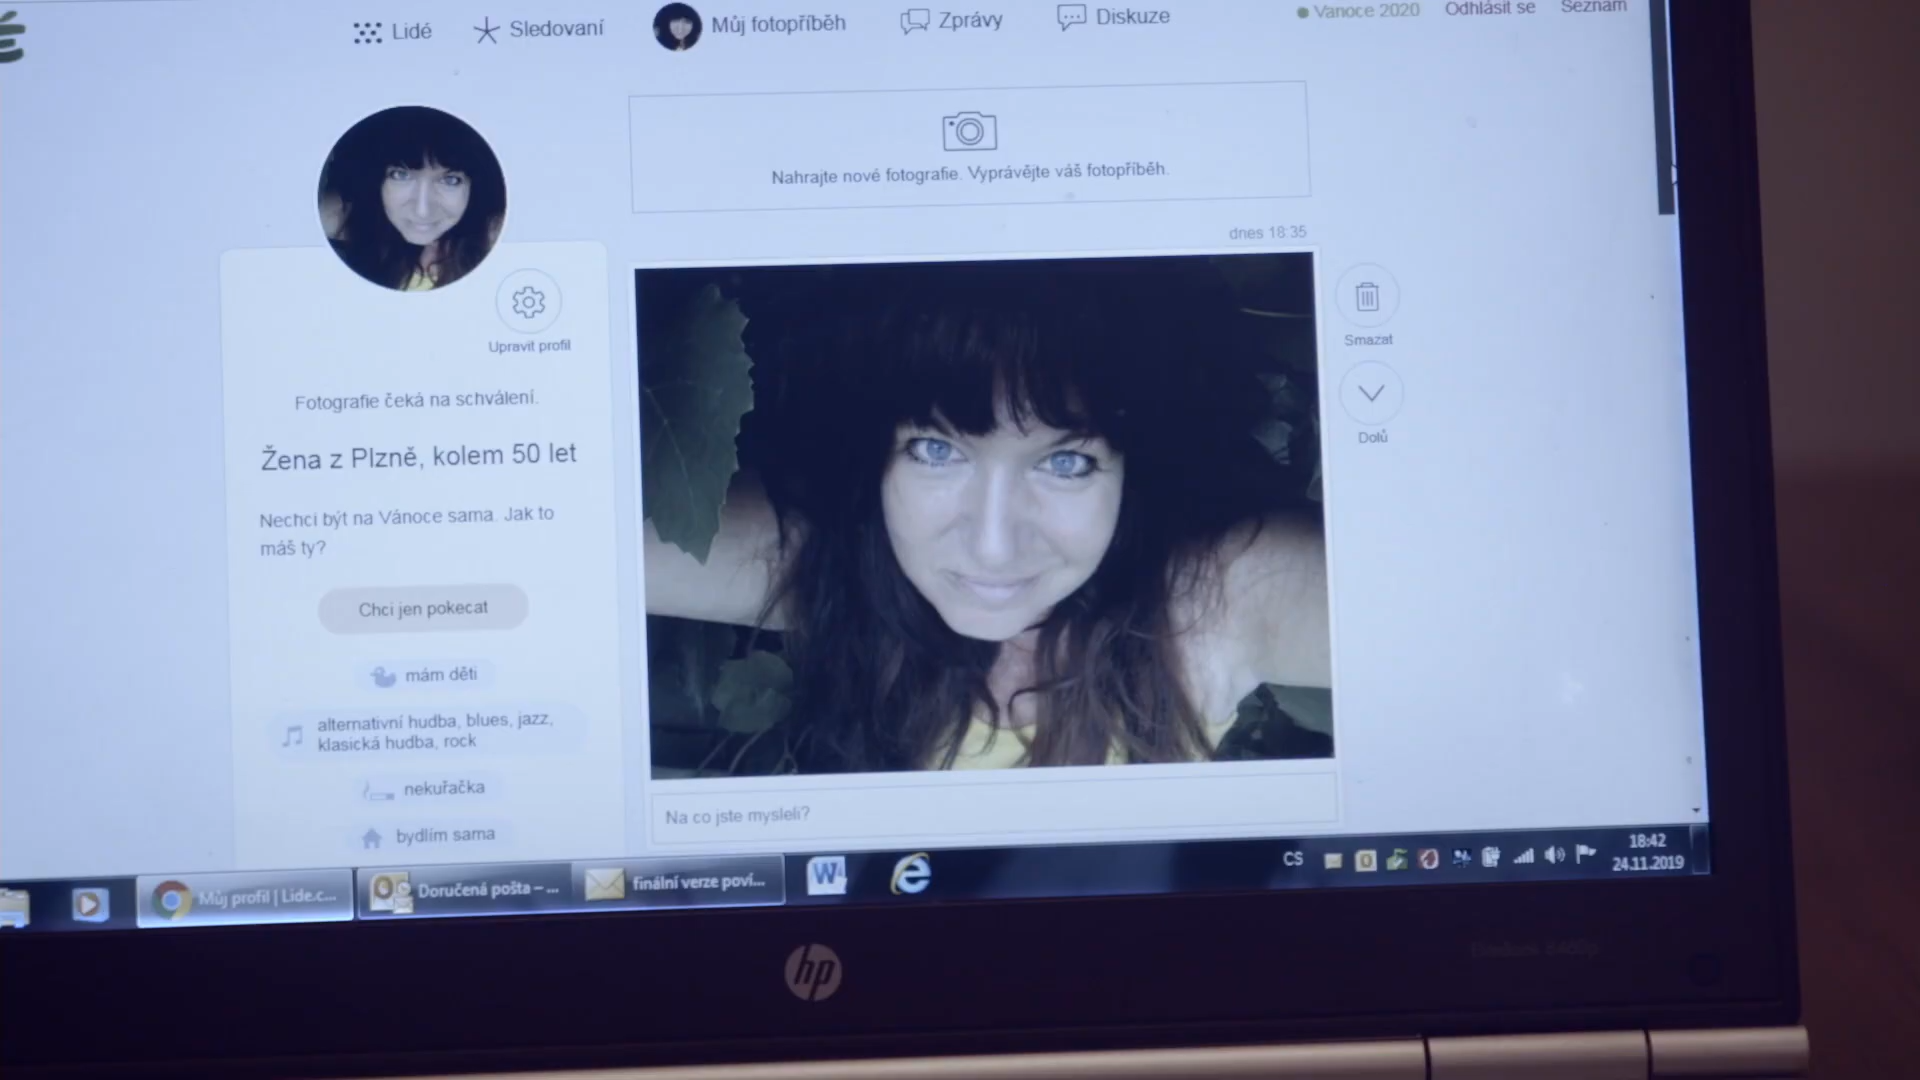 Lidé
Sledovaní
Můj fotopříběh
Zprávy
Diskuze
Vanoce 2020
Odhlásit se
Seznam
Nahrajte nové fotografie. Vyprávějte váš fotopříběh.
dnes 18:35
Upravit profil
Smazat
Dolů
Fotografie čeká na schválení.
Žena z Plzně, kolem 50 let
Nechci být na Vánoce sama. Jak to
máš ty?
Chci jen pokecat
mám děti
alternativní hudba, blues, jazz,
klasická hudba, rock
nekuřačka
bydlím sama
Na co jste mysleli?
Můj profil | Lide.c...
Doručená pošta – ...
finální verze poví...
CS
18:42
24.11.2019
hp